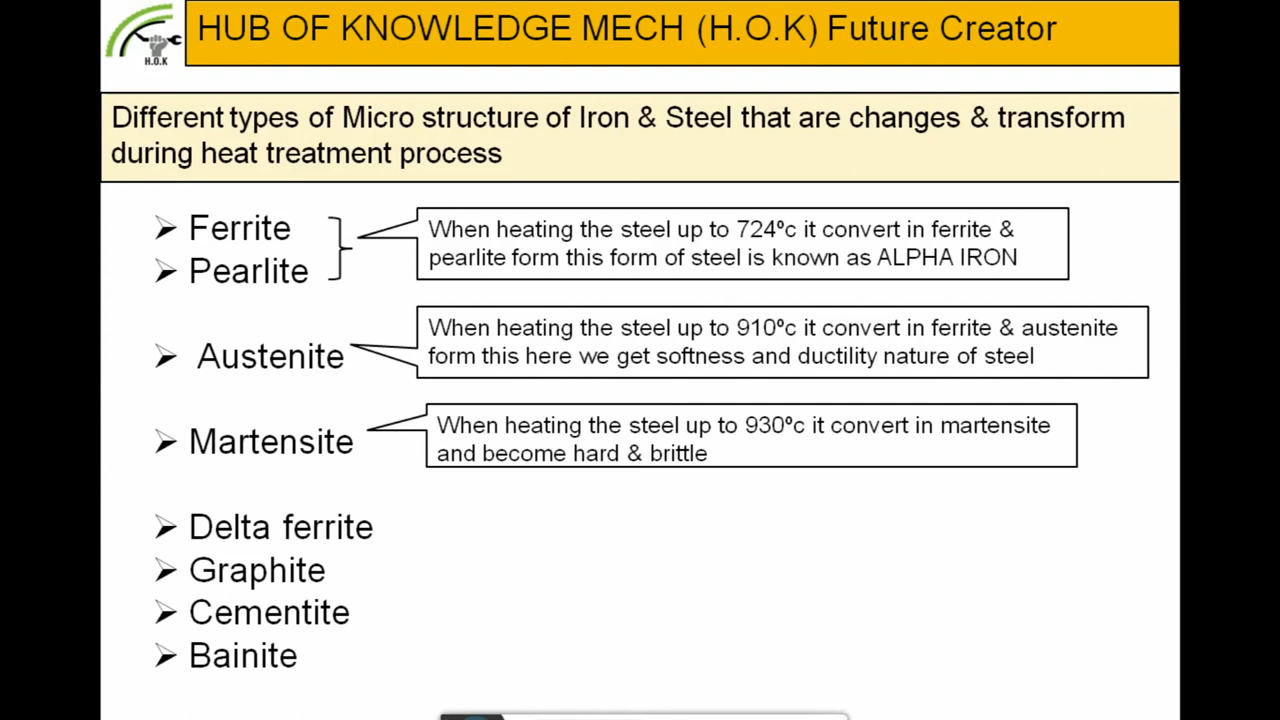 HUB OF KNOWLEDGE MECH (H.O.K) Future Creator
H.O.K
Different types of Micro structure of Iron & Steel that are changes & transform
during heat treatment process
Ferrite
Pearlite
When heating the steel up to 724ºc it convert in ferrite &
pearlite form this form of steel is known as ALPHA IRON
Austenite
When heating the steel up to 910ºc it convert in ferrite & austenite
form this here we get softness and ductility nature of steel
Martensite
When heating the steel up to 930ºc it convert in martensite
and become hard & brittle
Delta ferrite
Graphite
Cementite
Bainite